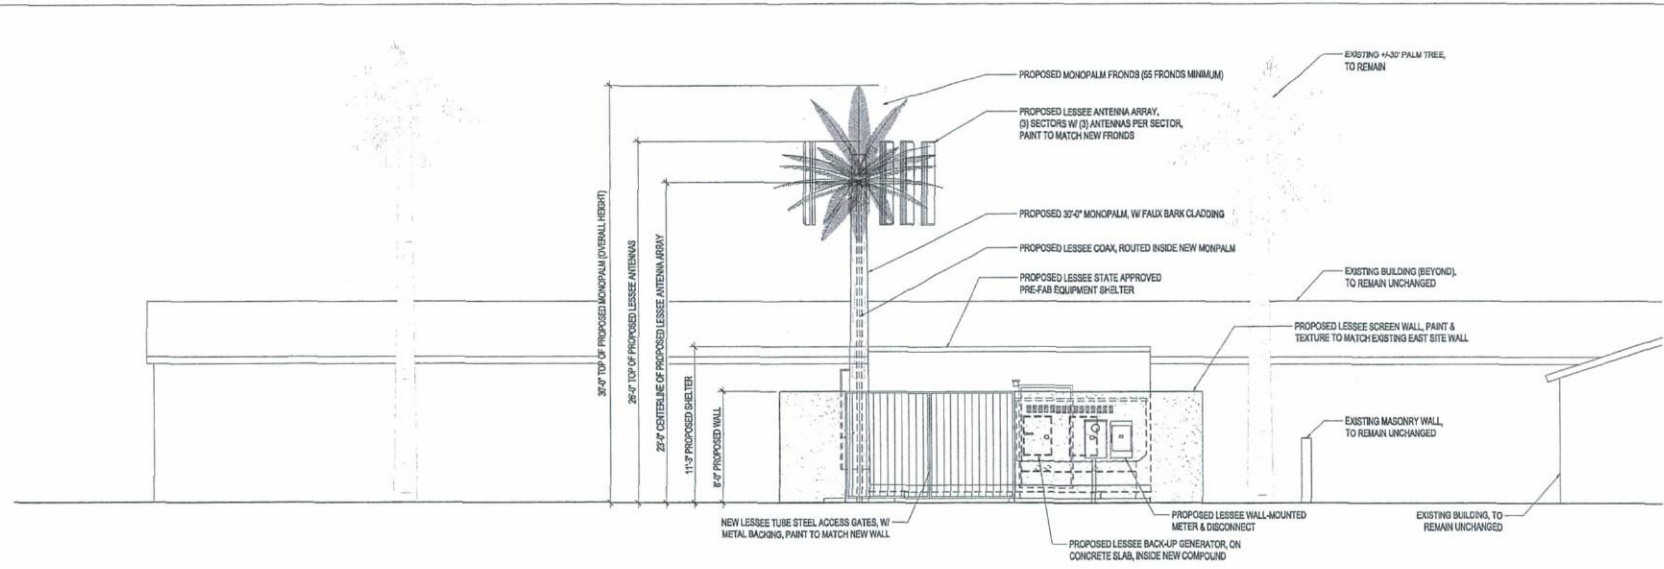 EXISTING +/-30' PALM TREE,
TO REMAIN
PROPOSED MONOPALM FRONDS (55 FRONDS MINIMUM)
PROPOSED LESSEE ANTENNA ARRAY,
(3) SECTORS W/ (3) ANTENNAS PER SECTOR,
PAINT TO MATCH NEW FRONDS
PROPOSED 30'-0" MONOPALM, W/ FAUX BARK CLADDING
PROPOSED LESSEE COAX, ROUTED INSIDE NEW MONPALM
PROPOSED LESSEE STATE APPROVED
PRE-FAB EQUIPMENT SHELTER
EXISTING BUILDING (BEYOND),
TO REMAIN UNCHANGED
PROPOSED LESSEE SCREEN WALL, PAINT &
TEXTURE TO MATCH EXISTING EAST SITE WALL
EXISTING MASONRY WALL,
TO REMAIN UNCHANGED
30'-0" TOP OF PROPOSED MONOPALM (OVERALL HEIGHT)
26'-0" TOP OF PROPOSED LESSEE ANTENNAS
23'-0" CENTERLINE OF PROPOSED LESSEE ANTENNA ARRAY
11'-3" PROPOSED SHELTER
8'-0" PROPOSED WALL
NEW LESSEE TUBE STEEL ACCESS GATES, W/
METAL BACKING, PAINT TO MATCH NEW WALL
PROPOSED LESSEE WALL-MOUNTED
METER & DISCONNECT
PROPOSED LESSEE BACK-UP GENERATOR, ON
CONCRETE SLAB, INSIDE NEW COMPOUND
EXISTING BUILDING, TO
REMAIN UNCHANGED